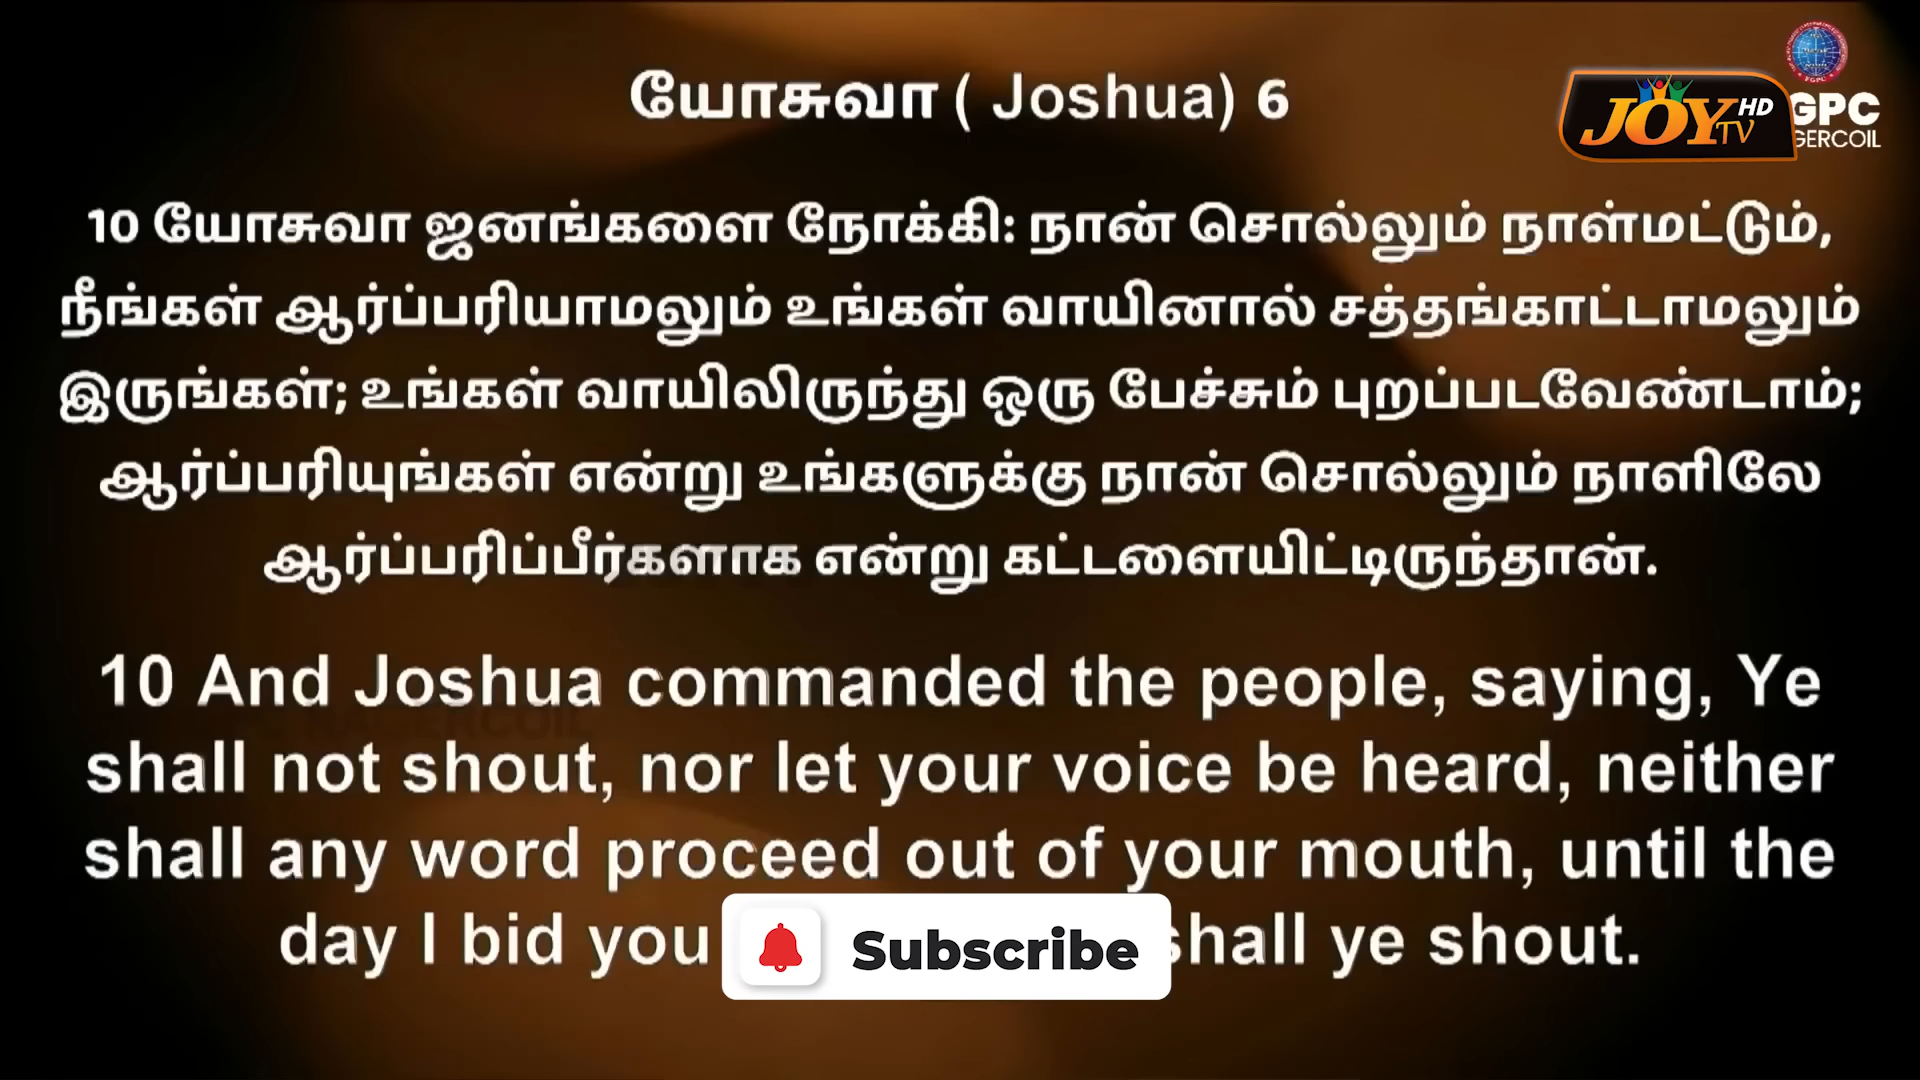 யோசுவா ( Joshua) 6
JOY TV HD
GPC
GERCOIL
10 யோசுவா ஜனங்களை நோக்கி: நான் சொல்லும் நாள்மட்டும்,
நீங்கள் ஆர்ப்பரியாமலும் உங்கள் வாயினால் சத்தங்காட்டாமலும்
இருங்கள்; உங்கள் வாயிலிருந்து ஒரு பேச்சும் புறப்படவேண்டாம்;
ஆர்ப்பரியுங்கள் என்று உங்களுக்கு நான் சொல்லும் நாளிலே
ஆர்ப்பரிப்பீர்களாக என்று கட்டளையிட்டிருந்தான்.
10 And Joshua commanded the people, saying, Ye
shall not shout, nor let your voice be heard, neither
shall any word proceed out of your mouth, until the
day I bid you shall ye shout.
Subscribe